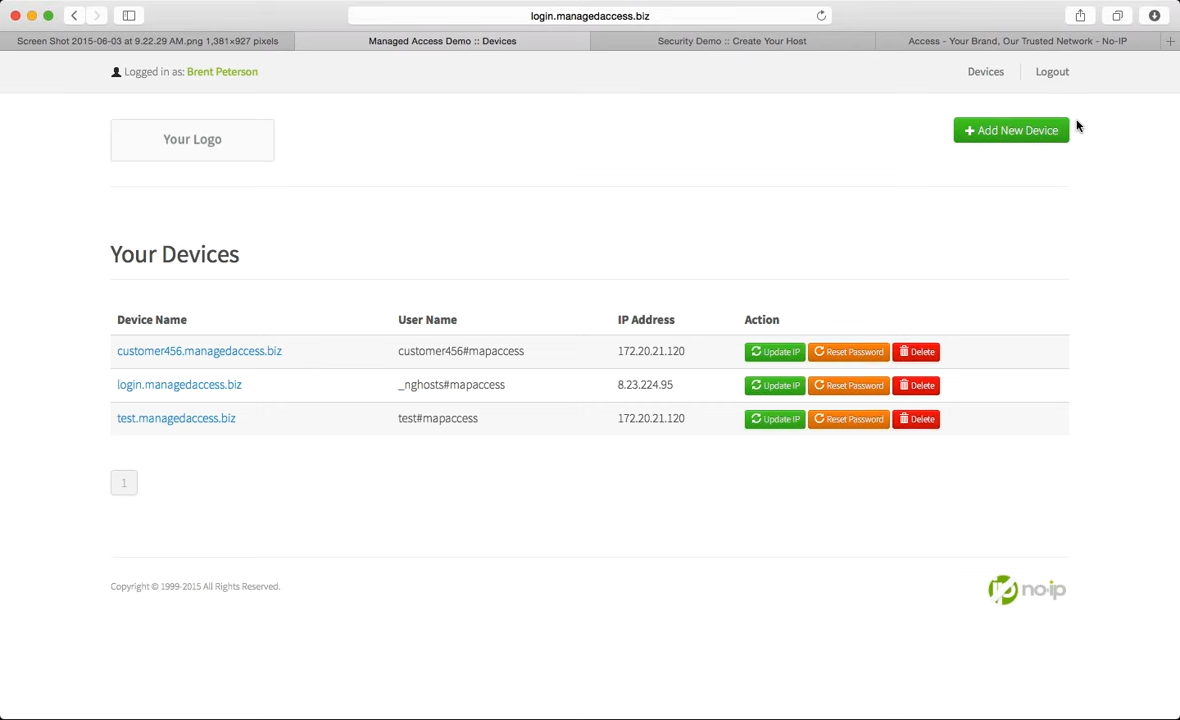 login.managedaccess.biz
Screen Shot 2015-06-03 at 9.22.29 AM.png 1,381×927 pixels
Managed Access Demo :: Devices
Security Demo :: Create Your Host
Access - Your Brand, Our Trusted Network - No-IP
Logged in as: Brent Peterson
Devices
Logout
Your Logo
+ Add New Device
Your Devices
Device Name User Name IP Address Action
customer456.managedaccess.biz customer456#mapaccess 172.20.21.120 Update IP Reset Password Delete
login.managedaccess.biz _nghosts#mapaccess 8.23.224.95 Update IP Reset Password Delete
test.managedaccess.biz test#mapaccess 172.20.21.120 Update IP Reset Password Delete
1
Copyright © 1999-2015 All Rights Reserved.
no-ip